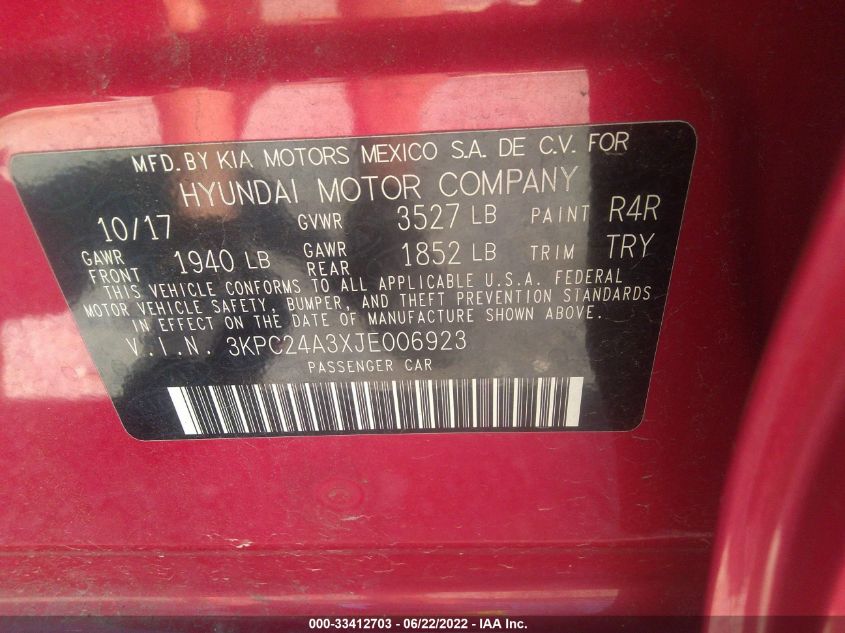 MFD. BY KIA MOTORS MEXICO S.A. DE C.V. FOR
HYUNDAI MOTOR COMPANY
10/17 GVWR 3527 LB PAINT R4R
GAWR FRONT 1940 LB GAWR REAR 1852 LB TRIM TRY
THIS VEHICLE CONFORMS TO ALL APPLICABLE U.S.A. FEDERAL
MOTOR VEHICLE SAFETY, BUMPER, AND THEFT PREVENTION STANDARDS
IN EFFECT ON THE DATE OF MANUFACTURE SHOWN ABOVE.
V.I.N. 3KPC24A3XJE006923
PASSENGER CAR
000-33412703 - 06/22/2022 - IAA Inc.